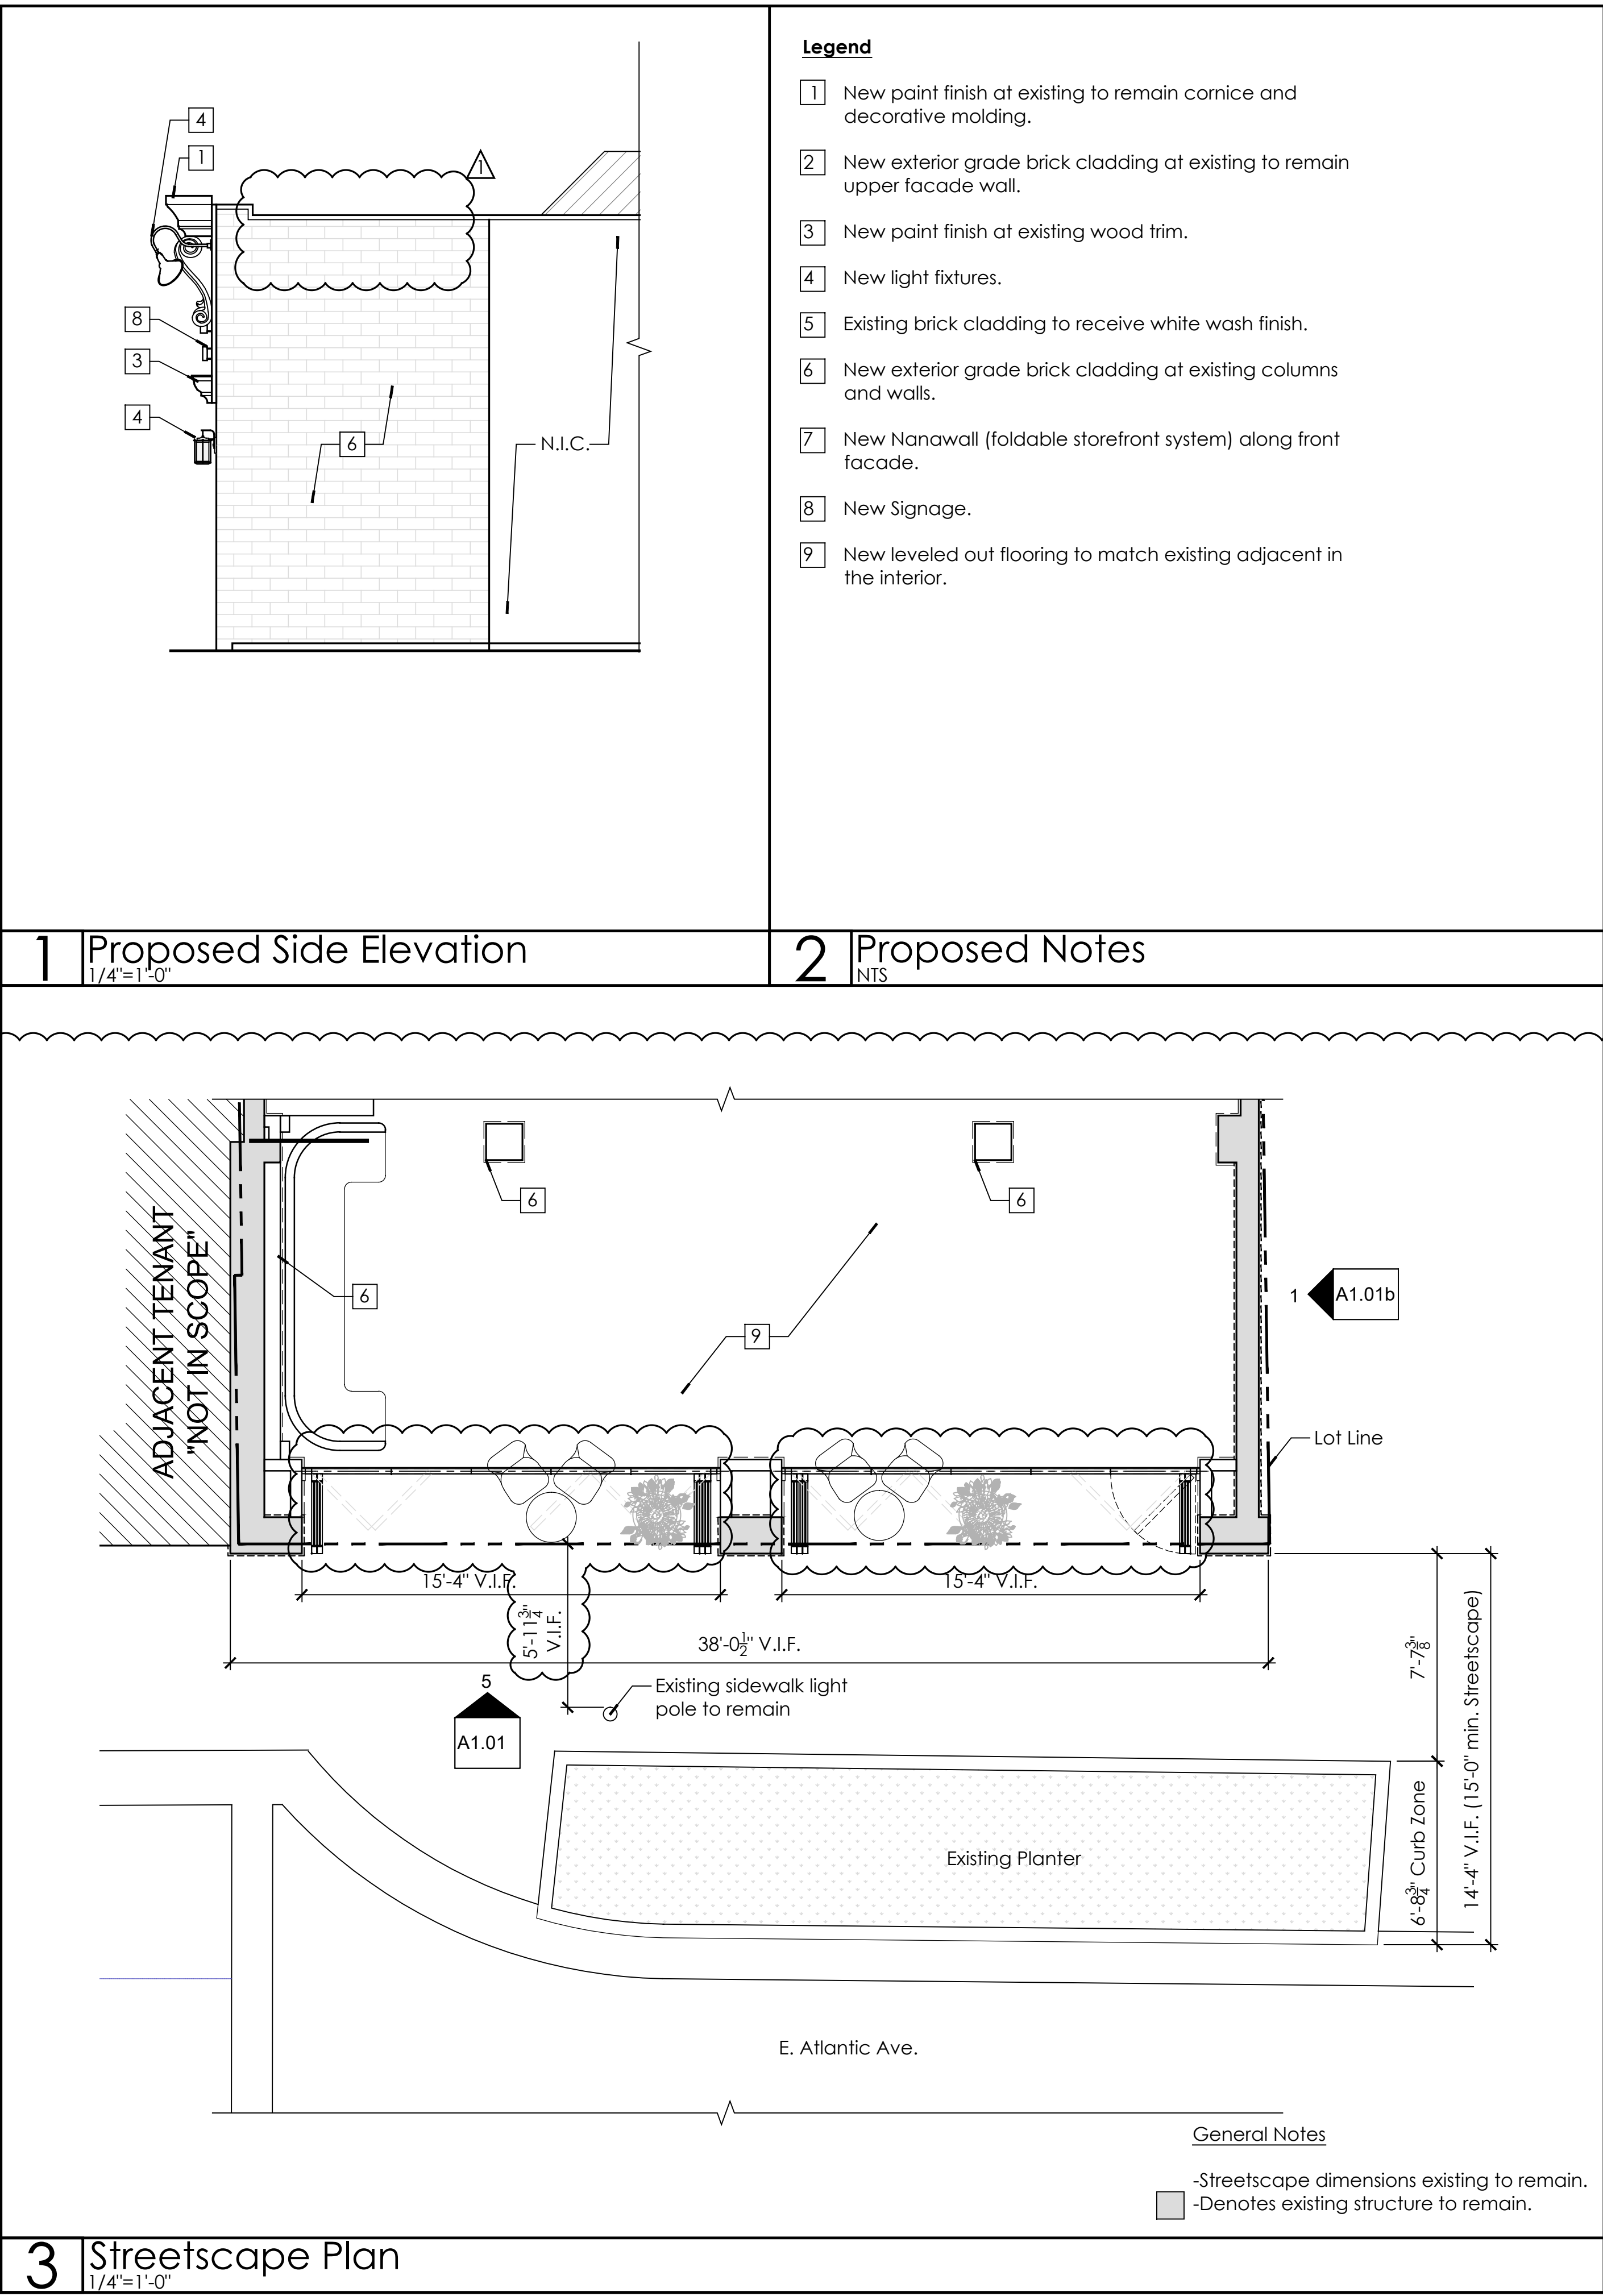 4
1
1
8
3
4
6
N.I.C.
Legend
1 New paint finish at existing to remain cornice and
decorative molding.
2 New exterior grade brick cladding at existing to remain
upper facade wall.
3 New paint finish at existing wood trim.
4 New light fixtures.
5 Existing brick cladding to receive white wash finish.
6 New exterior grade brick cladding at existing columns
and walls.
7 New Nanawall (foldable storefront system) along front
facade.
8 New Signage.
9 New leveled out flooring to match existing adjacent in
the interior.
1 Proposed Side Elevation
1/4"=1'-0"
2 Proposed Notes
NTS
ADJACENT TENANT
"NOT IN SCOPE"
6
6
6
9
1 A1.01b
Lot Line
15'-4" V.I.F.
15'-4" V.I.F.
5'-11 3/4"
V.I.F.
38'-0 1/2" V.I.F.
Existing sidewalk light
pole to remain
5
A1.01
7'-7 3/8"
6'-8 3/4" Curb Zone
14'-4" V.I.F. (15'-0" min. Streetscape)
Existing Planter
E. Atlantic Ave.
General Notes
-Streetscape dimensions existing to remain.
-Denotes existing structure to remain.
3 Streetscape Plan
1/4"=1'-0"